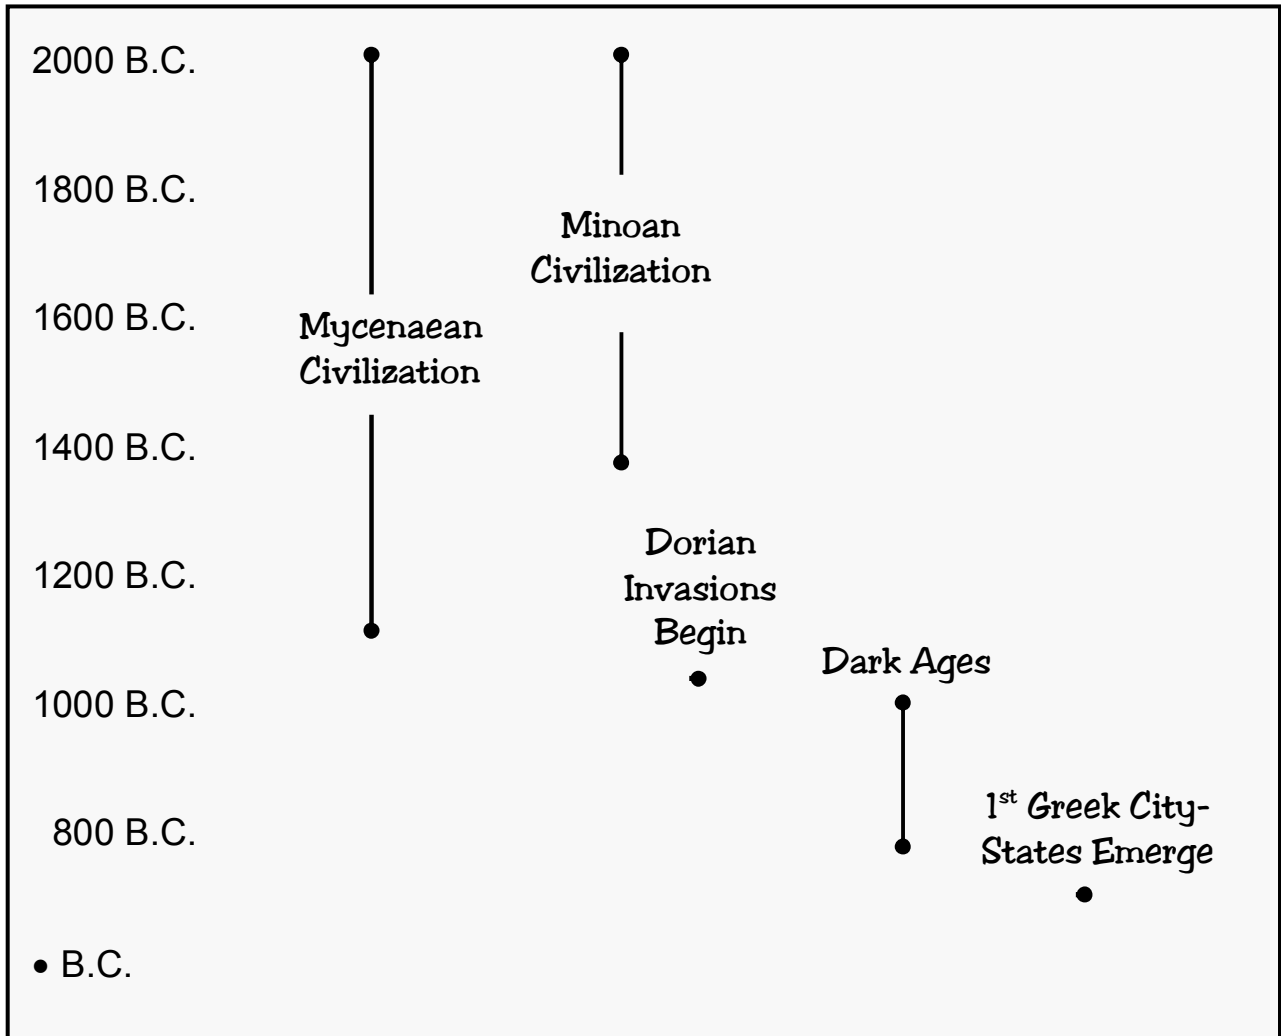 2000 B.C.
1800 B.C.
Minoan
Civilization
1600 B.C.
Mycenaean
Civilization
1400 B.C.
Dorian
Invasions
Begin
1200 B.C.
Dark Ages
1000 B.C.
1st Greek City-
States Emerge
800 B.C.
• B.C.